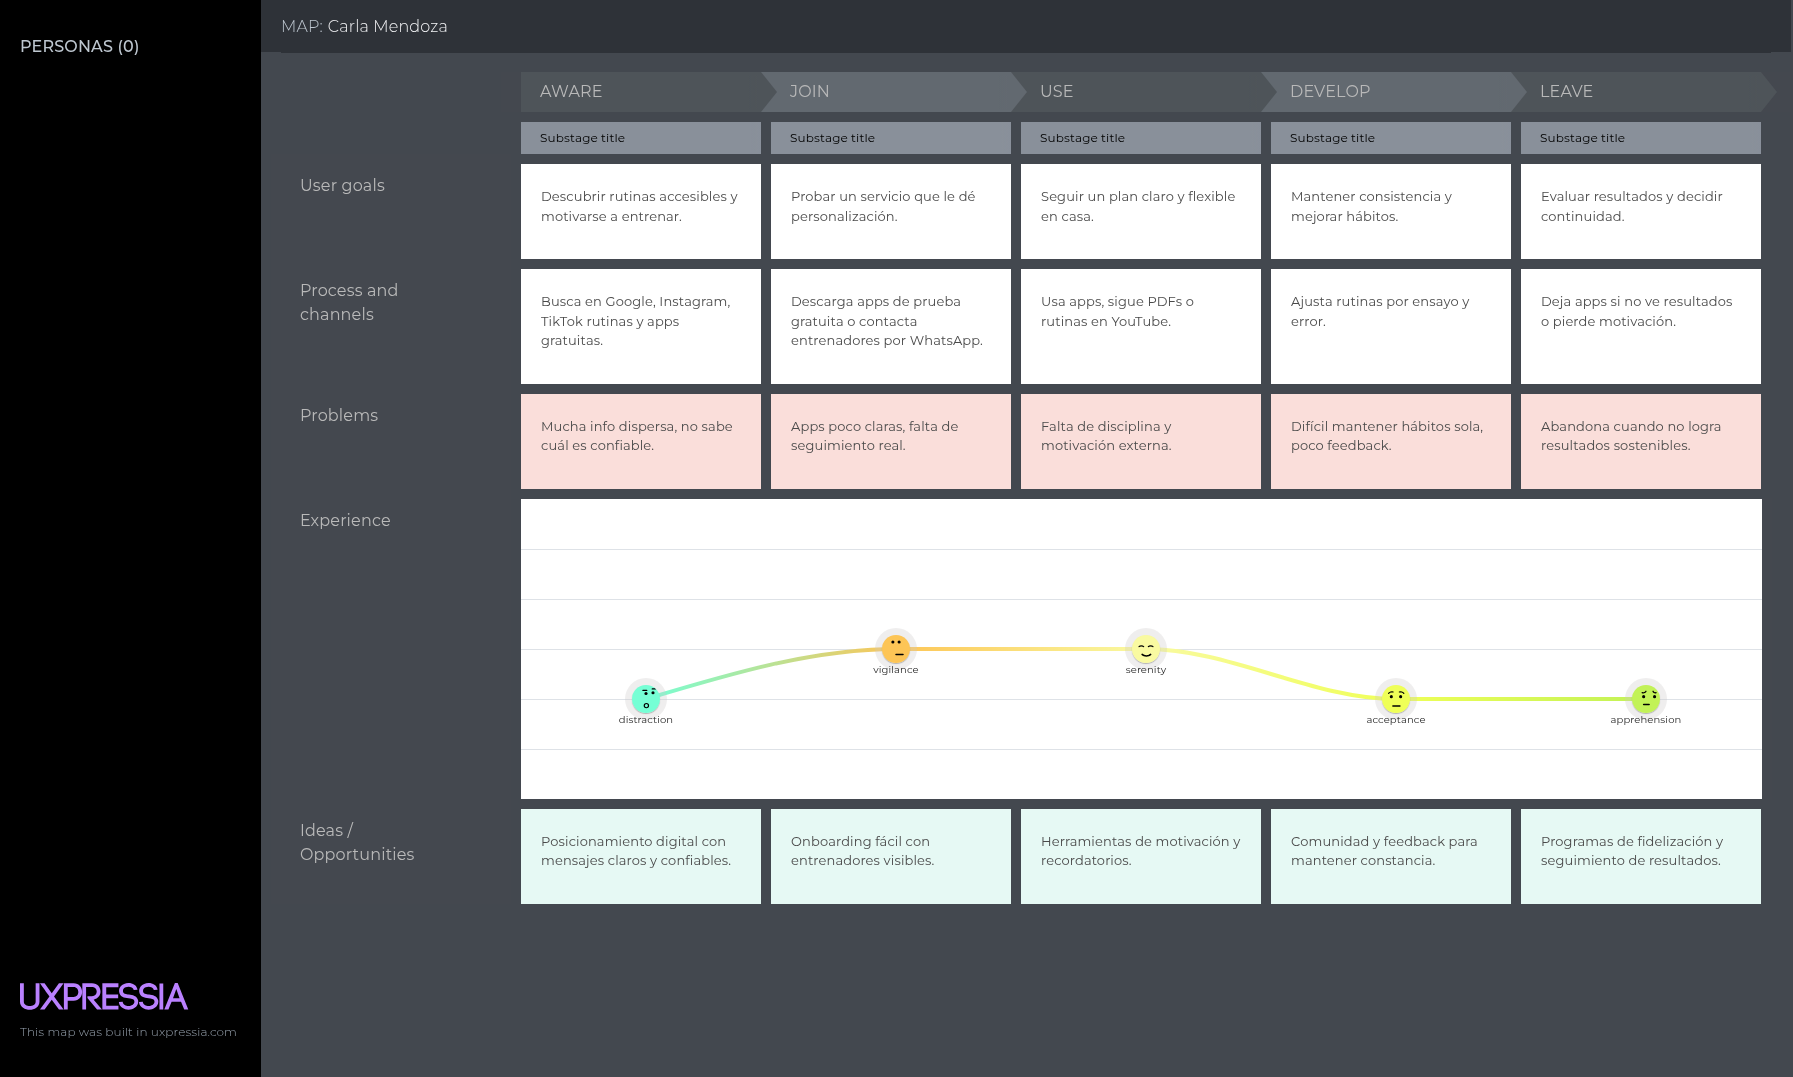 PERSONAS (0)
MAP: Carla Mendoza
AWARE
JOIN
USE
DEVELOP
LEAVE
Substage title
Substage title
Substage title
Substage title
Substage title
User goals
Descubrir rutinas accesibles y
motivarse a entrenar.
Probar un servicio que le dé
personalización.
Seguir un plan claro y flexible
en casa.
Mantener consistencia y
mejorar hábitos.
Evaluar resultados y decidir
continuidad.
Process and
channels
Busca en Google, Instagram,
TikTok rutinas y apps
gratuitas.
Descarga apps de prueba
gratuita o contacta
entrenadores por WhatsApp.
Usa apps, sigue PDFs o
rutinas en YouTube.
Ajusta rutinas por ensayo y
error.
Deja apps si no ve resultados
o pierde motivación.
Problems
Mucha info dispersa, no sabe
cuál es confiable.
Apps poco claras, falta de
seguimiento real.
Falta de disciplina y
motivación externa.
Difícil mantener hábitos sola,
poco feedback.
Abandona cuando no logra
resultados sostenibles.
Experience
distraction
vigilance
serenity
acceptance
apprehension
Ideas /
Opportunities
Posicionamiento digital con
mensajes claros y confiables.
Onboarding fácil con
entrenadores visibles.
Herramientas de motivación y
recordatorios.
Comunidad y feedback para
mantener constancia.
Programas de fidelización y
seguimiento de resultados.
UXPRESSIA
This map was built in uxpressia.com